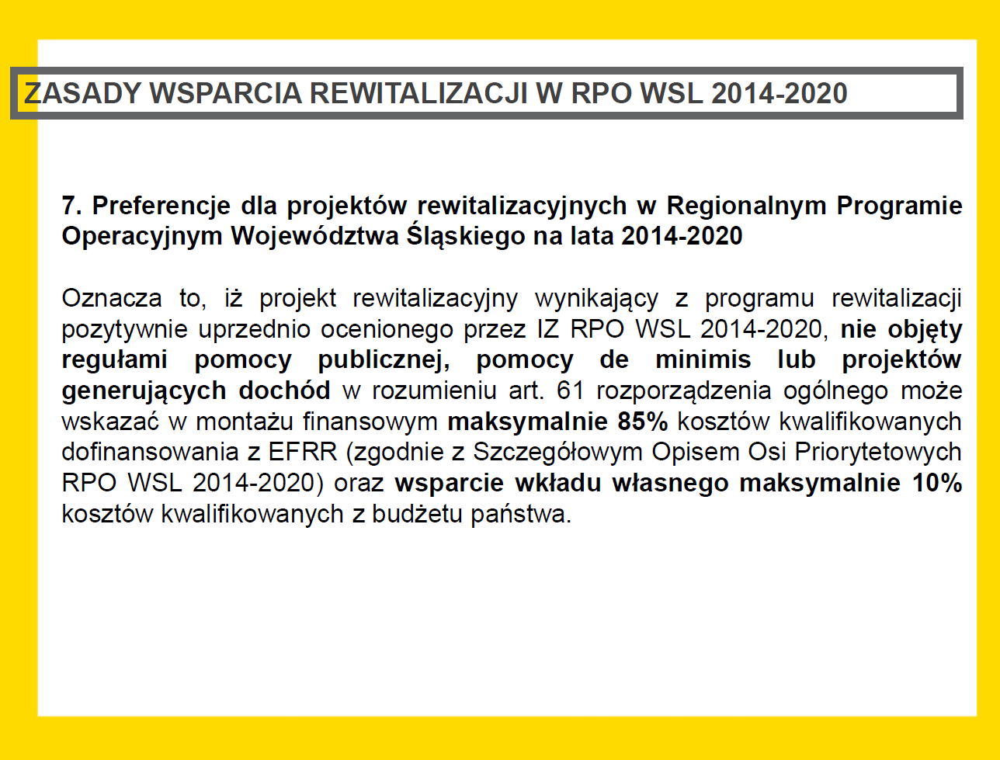 ZASADY WSPARCIA REWITALIZACJI W RPO WSL 2014-2020
7. Preferencje dla projektów rewitalizacyjnych w Regionalnym Programie
Operacyjnym Województwa Śląskiego na lata 2014-2020
Oznacza to, iż projekt rewitalizacyjny wynikający z programu rewitalizacji
pozytywnie uprzednio ocenionego przez IZ RPO WSL 2014-2020, nie objęty
regułami pomocy publicznej, pomocy de minimis lub projektów
generujących dochód w rozumieniu art. 61 rozporządzenia ogólnego może
wskazać w montażu finansowym maksymalnie 85% kosztów kwalifikowanych
dofinansowania z EFRR (zgodnie z Szczegółowym Opisem Osi Priorytetowych
RPO WSL 2014-2020) oraz wsparcie wkładu własnego maksymalnie 10%
kosztów kwalifikowanych z budżetu państwa.